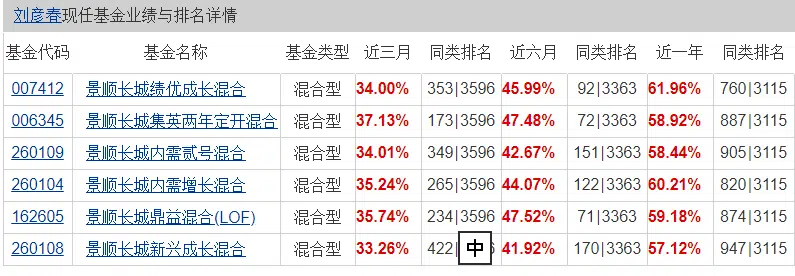 刘彦春现任基金业绩与排名详情
基金代码 基金名称 基金类型 近三月 同类排名 近六月 同类排名 近一年 同类排名
007412 景顺长城绩优成长混合 混合型 34.00% 353|3596 45.99% 92|3363 61.96% 760|3115
006345 景顺长城集英两年定开混合 混合型 37.13% 173|3596 47.48% 72|3363 58.92% 887|3115
260109 景顺长城内需贰号混合 混合型 34.01% 349|3596 42.67% 151|3363 58.44% 905|3115
260104 景顺长城内需增长混合 混合型 35.24% 265|3596 44.07% 122|3363 60.21% 820|3115
162605 景顺长城鼎益混合(LOF) 混合型 35.74% 234|3596 47.52% 71|3363 59.18% 874|3115
260108 景顺长城新兴成长混合 混合型 33.26% 422| 中 6 41.92% 170|3363 57.12% 947|3115